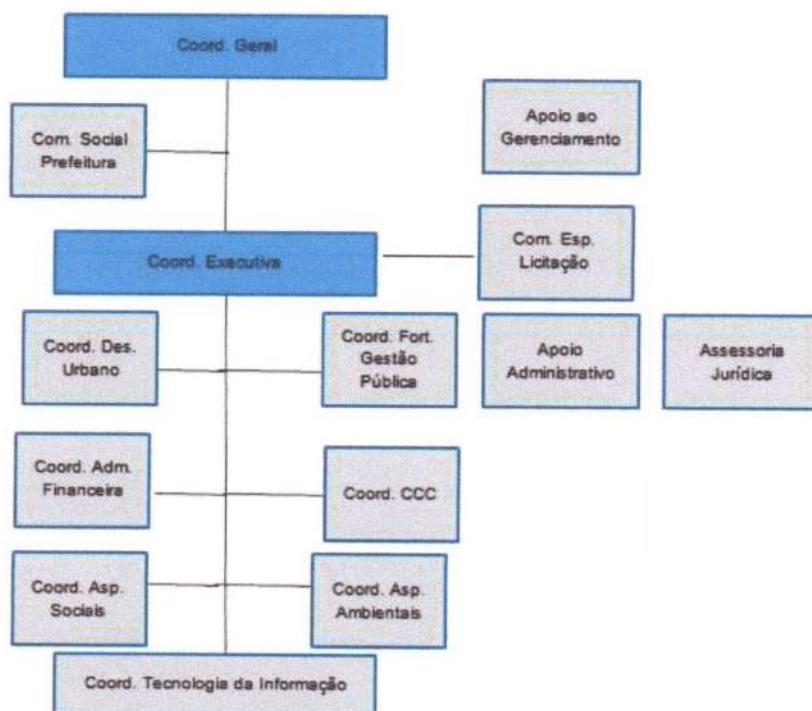 Coord. Geral
Com. Social
Prefeitura
Apoio ao
Gerenciamento
Coord. Executiva
Com. Esp.
Licitação
Coord. Des.
Urbano
Coord. Fort.
Gestão
Pública
Apoio
Administrativo
Assessoria
Jurídica
Coord. Adm.
Financeira
Coord. CCC
Coord. Asp.
Sociais
Coord. Asp.
Ambientais
Coord. Tecnologia da Informação